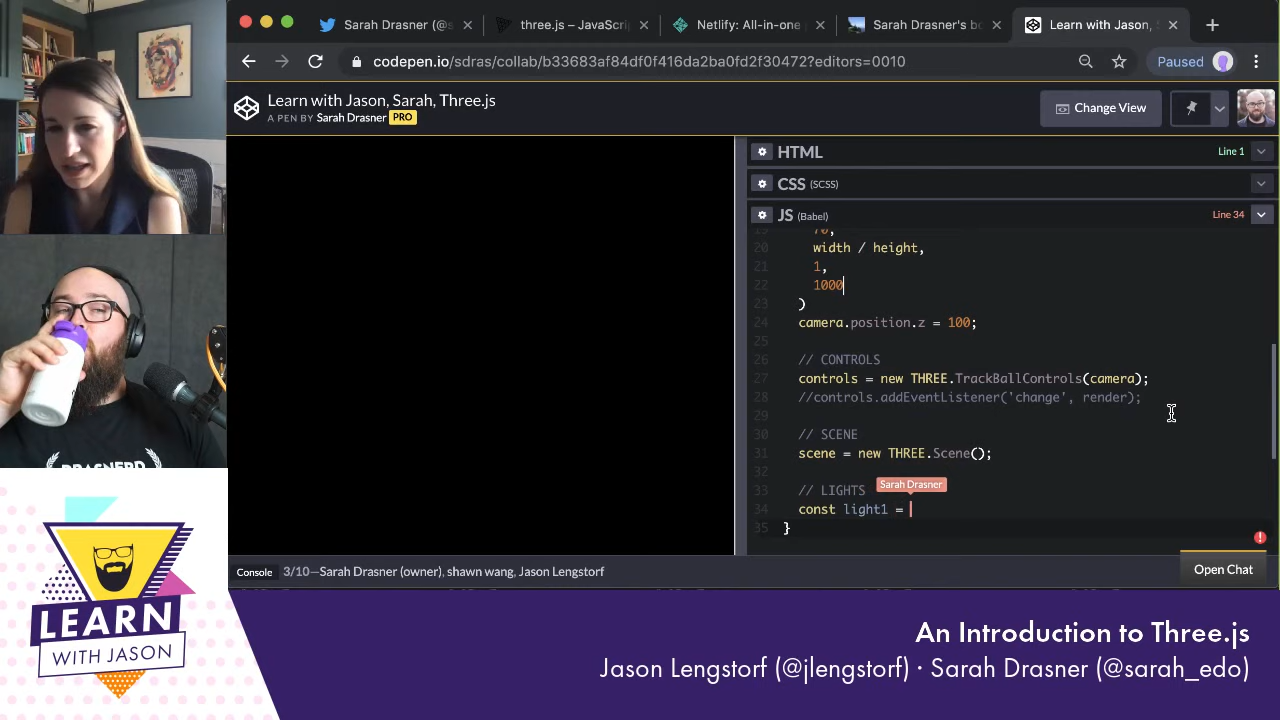 Sarah Drasner (@s
three.js – JavaScri
Netlify: All-in-one
Sarah Drasner's bo
Learn with Jason,
codepen.io/sdras/collab/b33683af84df0f416da2ba0fd2f30472?editors=0010
Paused
Learn with Jason, Sarah, Three.js
A PEN BY Sarah Drasner PRO
Change View
HTML
Line 1
CSS (SCSS)
JS (Babel)
Line 34
19 70,
20 width / height,
21 1,
22 1000
23 )
24 camera.position.z = 100;
25
26 // CONTROLS
27 controls = new THREE.TrackBallControls(camera);
28 //controls.addEventListener('change', render);
29
30 // SCENE
31 scene = new THREE.Scene();
32
Sarah Drasner
33 // LIGHTS
34 const light1 =
35 }
Console
3/10—Sarah Drasner (owner), shawn wang, Jason Lengstorf
Open Chat
LEARN
WITH JASON
An Introduction to Three.js
Jason Lengstorf (@jlengstorf) · Sarah Drasner (@sarah_edo)